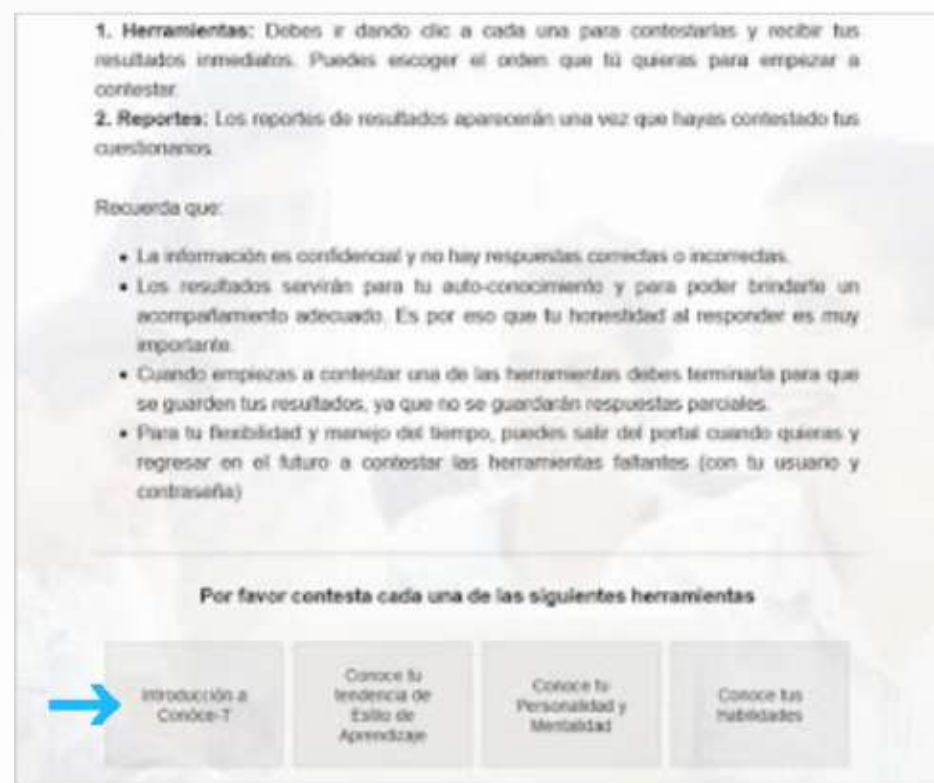 1. Herramientas: Debes ir dando clic a cada una para contestarlas y recibir tus
resultados inmediatos. Puedes escoger el orden que tú quieras para empezar a
contestar.
2. Reportes: Los reportes de resultados aparecerán una vez que hayas contestado tus
cuestionarios.
Recuerda que:
• La información es confidencial y no hay respuestas correctas o incorrectas.
• Los resultados servirán para tu auto-conocimiento y para poder brindarte un
acompañamiento adecuado. Es por eso que tu honestidad al responder es muy
importante.
• Cuando empiezas a contestar una de las herramientas debes terminarla para que
se guarden tus resultados, ya que no se guardarán respuestas parciales.
• Para tu flexibilidad y manejo del tiempo, puedes salir del portal cuando quieras y
regresar en el futuro a contestar las herramientas faltantes (con tu usuario y
contraseña)
Por favor contesta cada una de las siguientes herramientas
Introducción a
Conóce-T
Conoce tu
tendencia de
Estilo de
Aprendizaje
Conoce tu
Personalidad y
Mentalidad
Conoce tus
habilidades